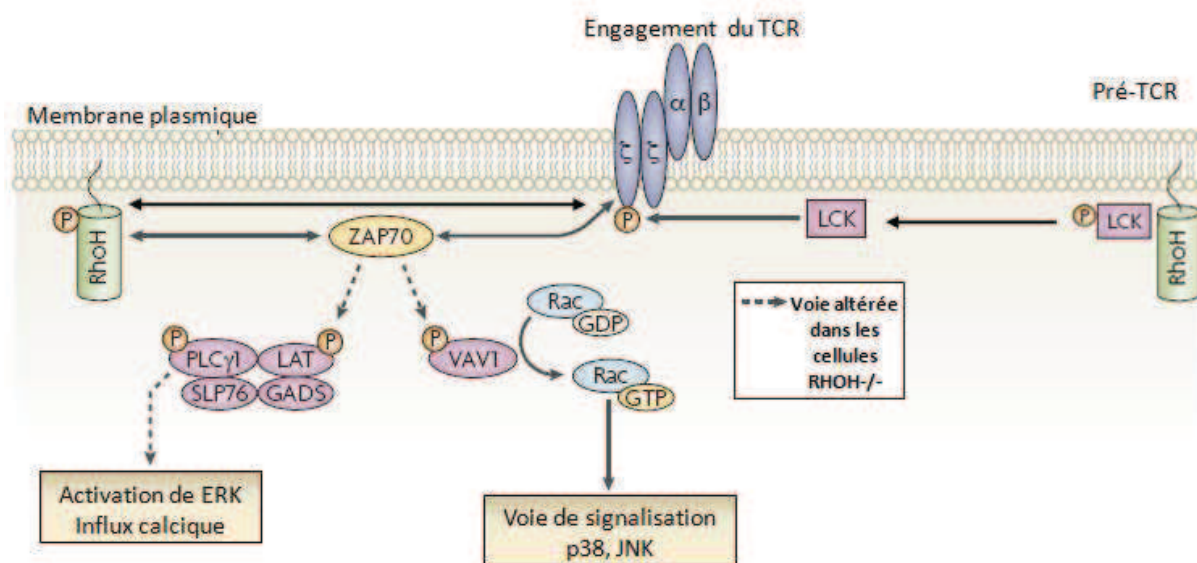 Engagement du TCR
Pré-TCR
Membrane plasmique
α β
ζ ζ
P
RhoH
ZAP70
P
LCK
P
LCK
RhoH
P
PLCγ1
LAT
P
SLP76
GADS
P
VAV1
Rac
GDP
Rac
GTP
Voie altérée
dans les
cellules
RHOH-/-
Activation de ERK
Influx calcique
Voie de signalisation
p38, JNK